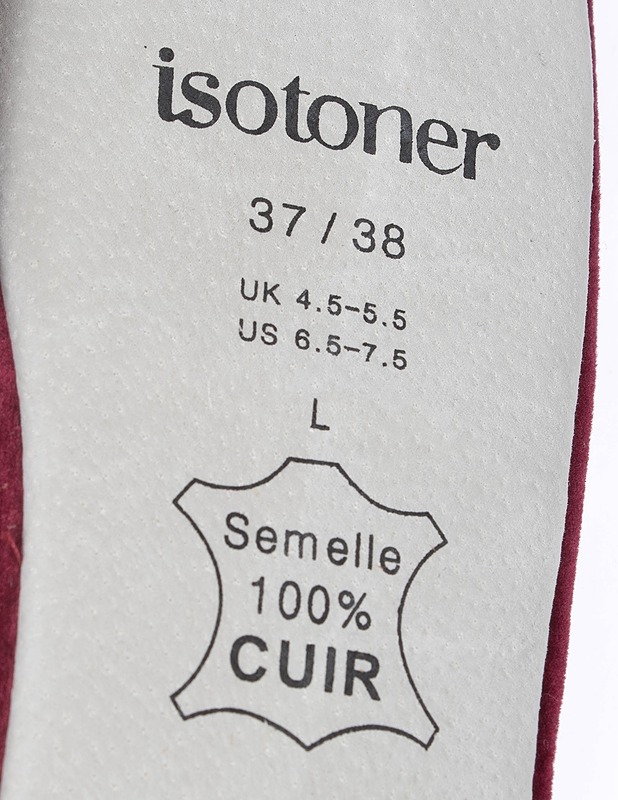 isotoner
37 / 38
UK 4.5-5.5
US 6.5-7.5
L
Semelle
100%
CUIR